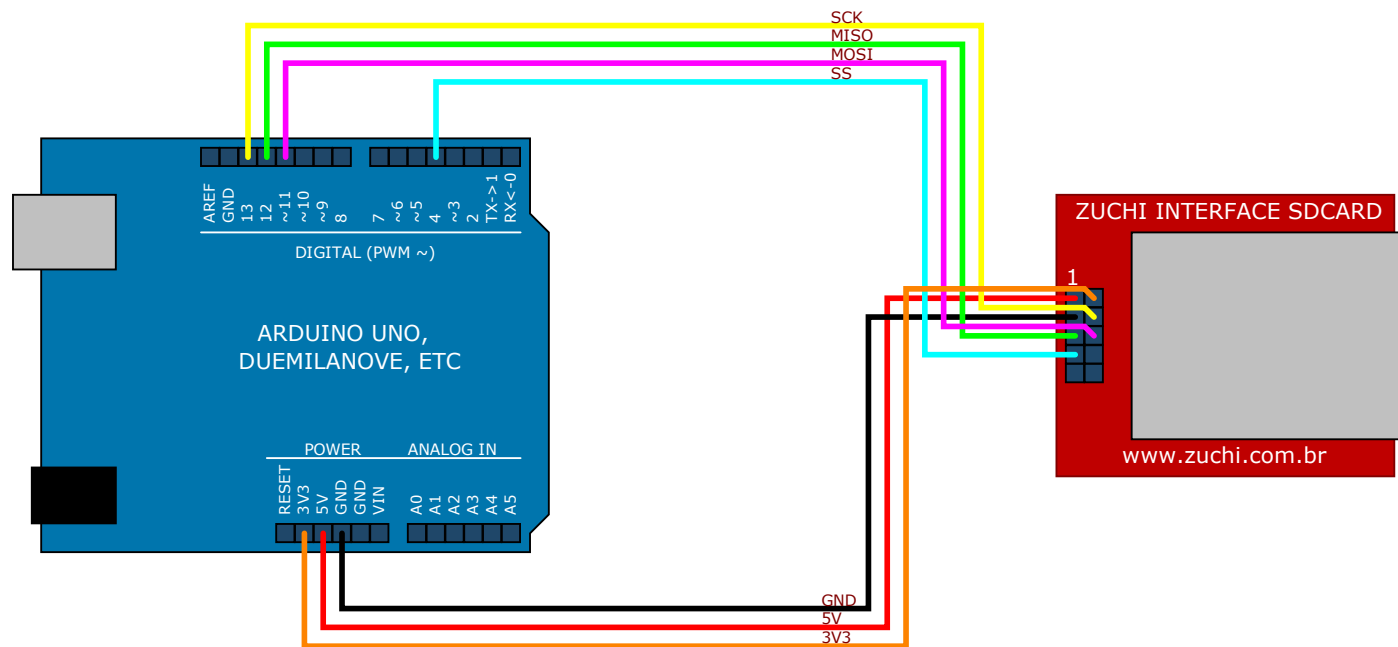 SCK
MISO
MOSI
SS
AREF
GND
13
12
~11
~10
~9
8
7
~6
~5
4
~3
2
TX->1
RX<-0
DIGITAL (PWM ~)
ZUCHI INTERFACE SDCARD
1
ARDUINO UNO,
DUEMILANOVE, ETC
POWER
ANALOG IN
RESET
3V3
5V
GND
GND
VIN
A0
A1
A2
A3
A4
A5
www.zuchi.com.br
GND
5V
3V3